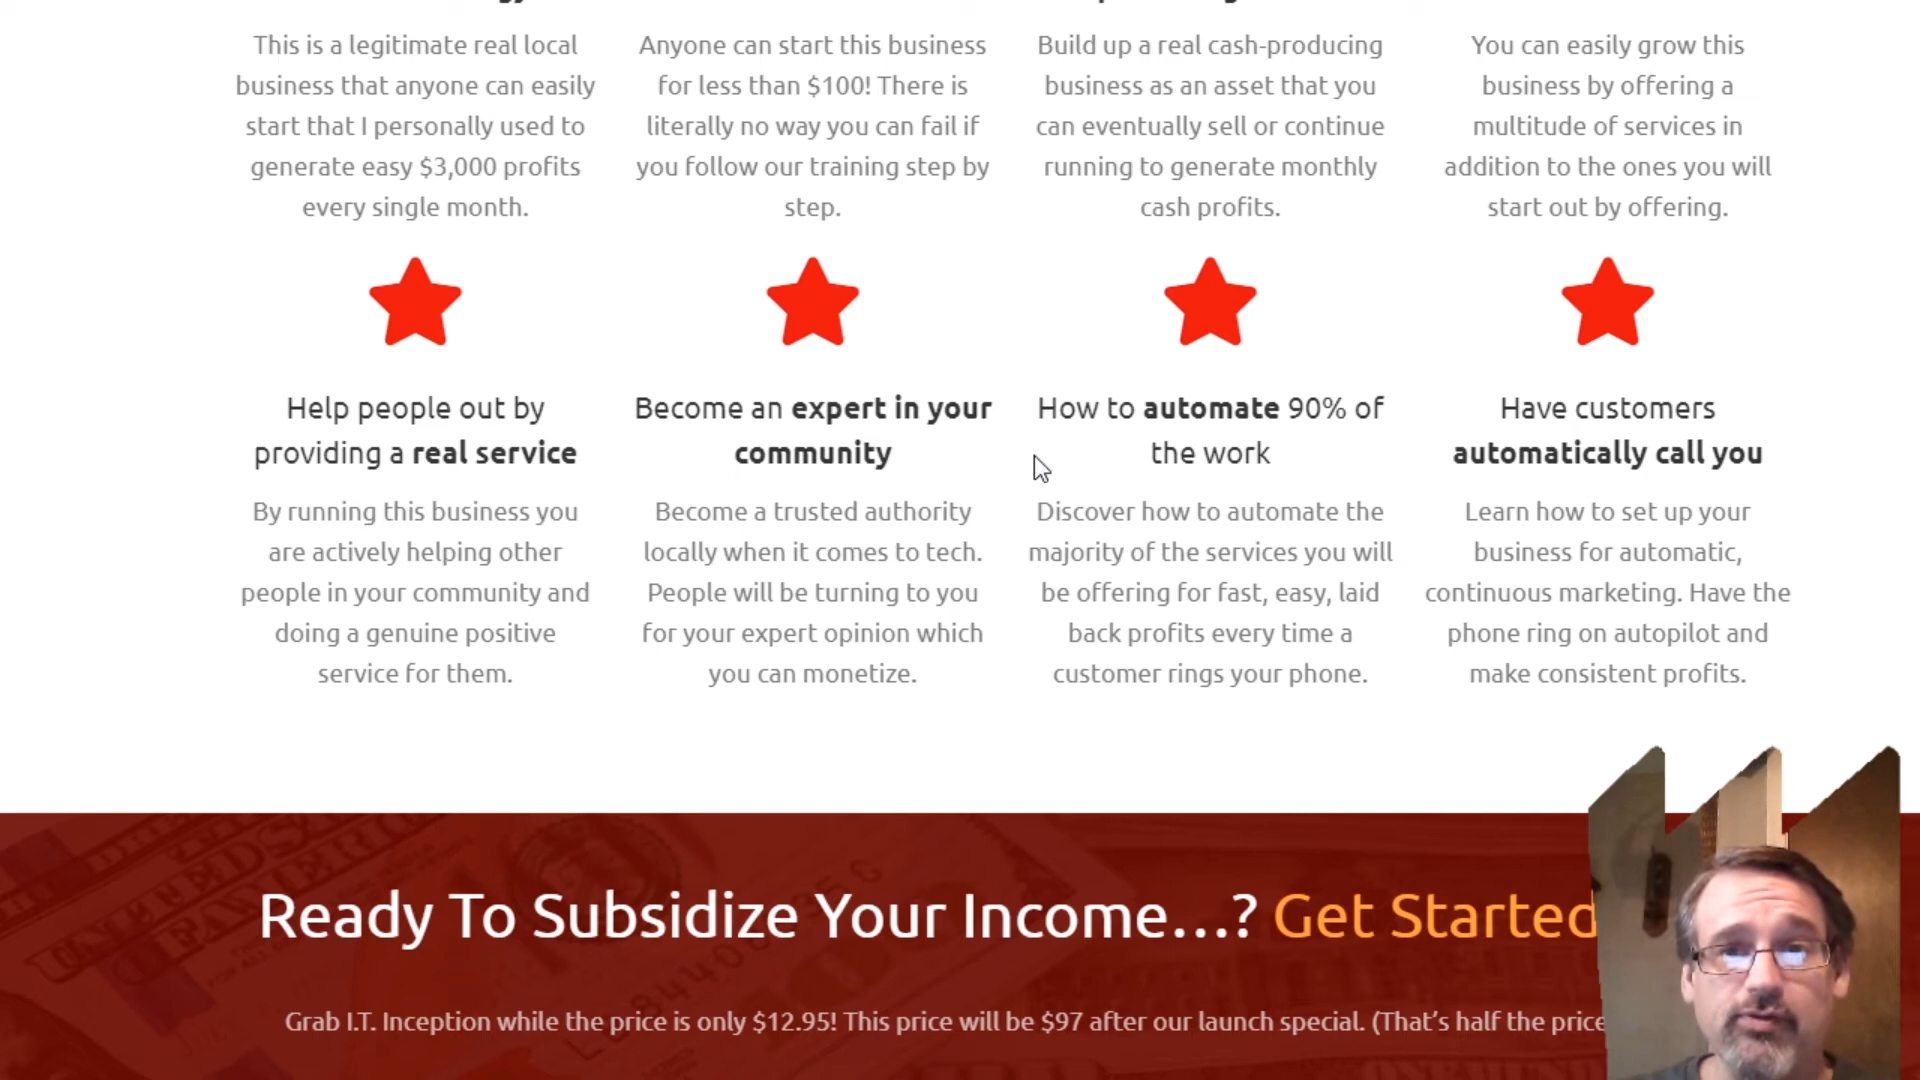 This is a legitimate real local
business that anyone can easily
start that I personally used to
generate easy $3,000 profits
every single month.
Anyone can start this business
for less than $100! There is
literally no way you can fail if
you follow our training step by
step.
Build up a real cash-producing
business as an asset that you
can eventually sell or continue
running to generate monthly
cash profits.
You can easily grow this
business by offering a
multitude of services in
addition to the ones you will
start out by offering.
Help people out by
providing a real service
By running this business you
are actively helping other
people in your community and
doing a genuine positive
service for them.
Become an expert in your
community
Become a trusted authority
locally when it comes to tech.
People will be turning to you
for your expert opinion which
you can monetize.
How to automate 90% of
the work
Discover how to automate the
majority of the services you will
be offering for fast, easy, laid
back profits every time a
customer rings your phone.
Have customers
automatically call you
Learn how to set up your
business for automatic,
continuous marketing. Have the
phone ring on autopilot and
make consistent profits.
Ready To Subsidize Your Income...? Get Started
Grab I.T. Inception while the price is only $12.95! This price will be $97 after our launch special. (That's half the price